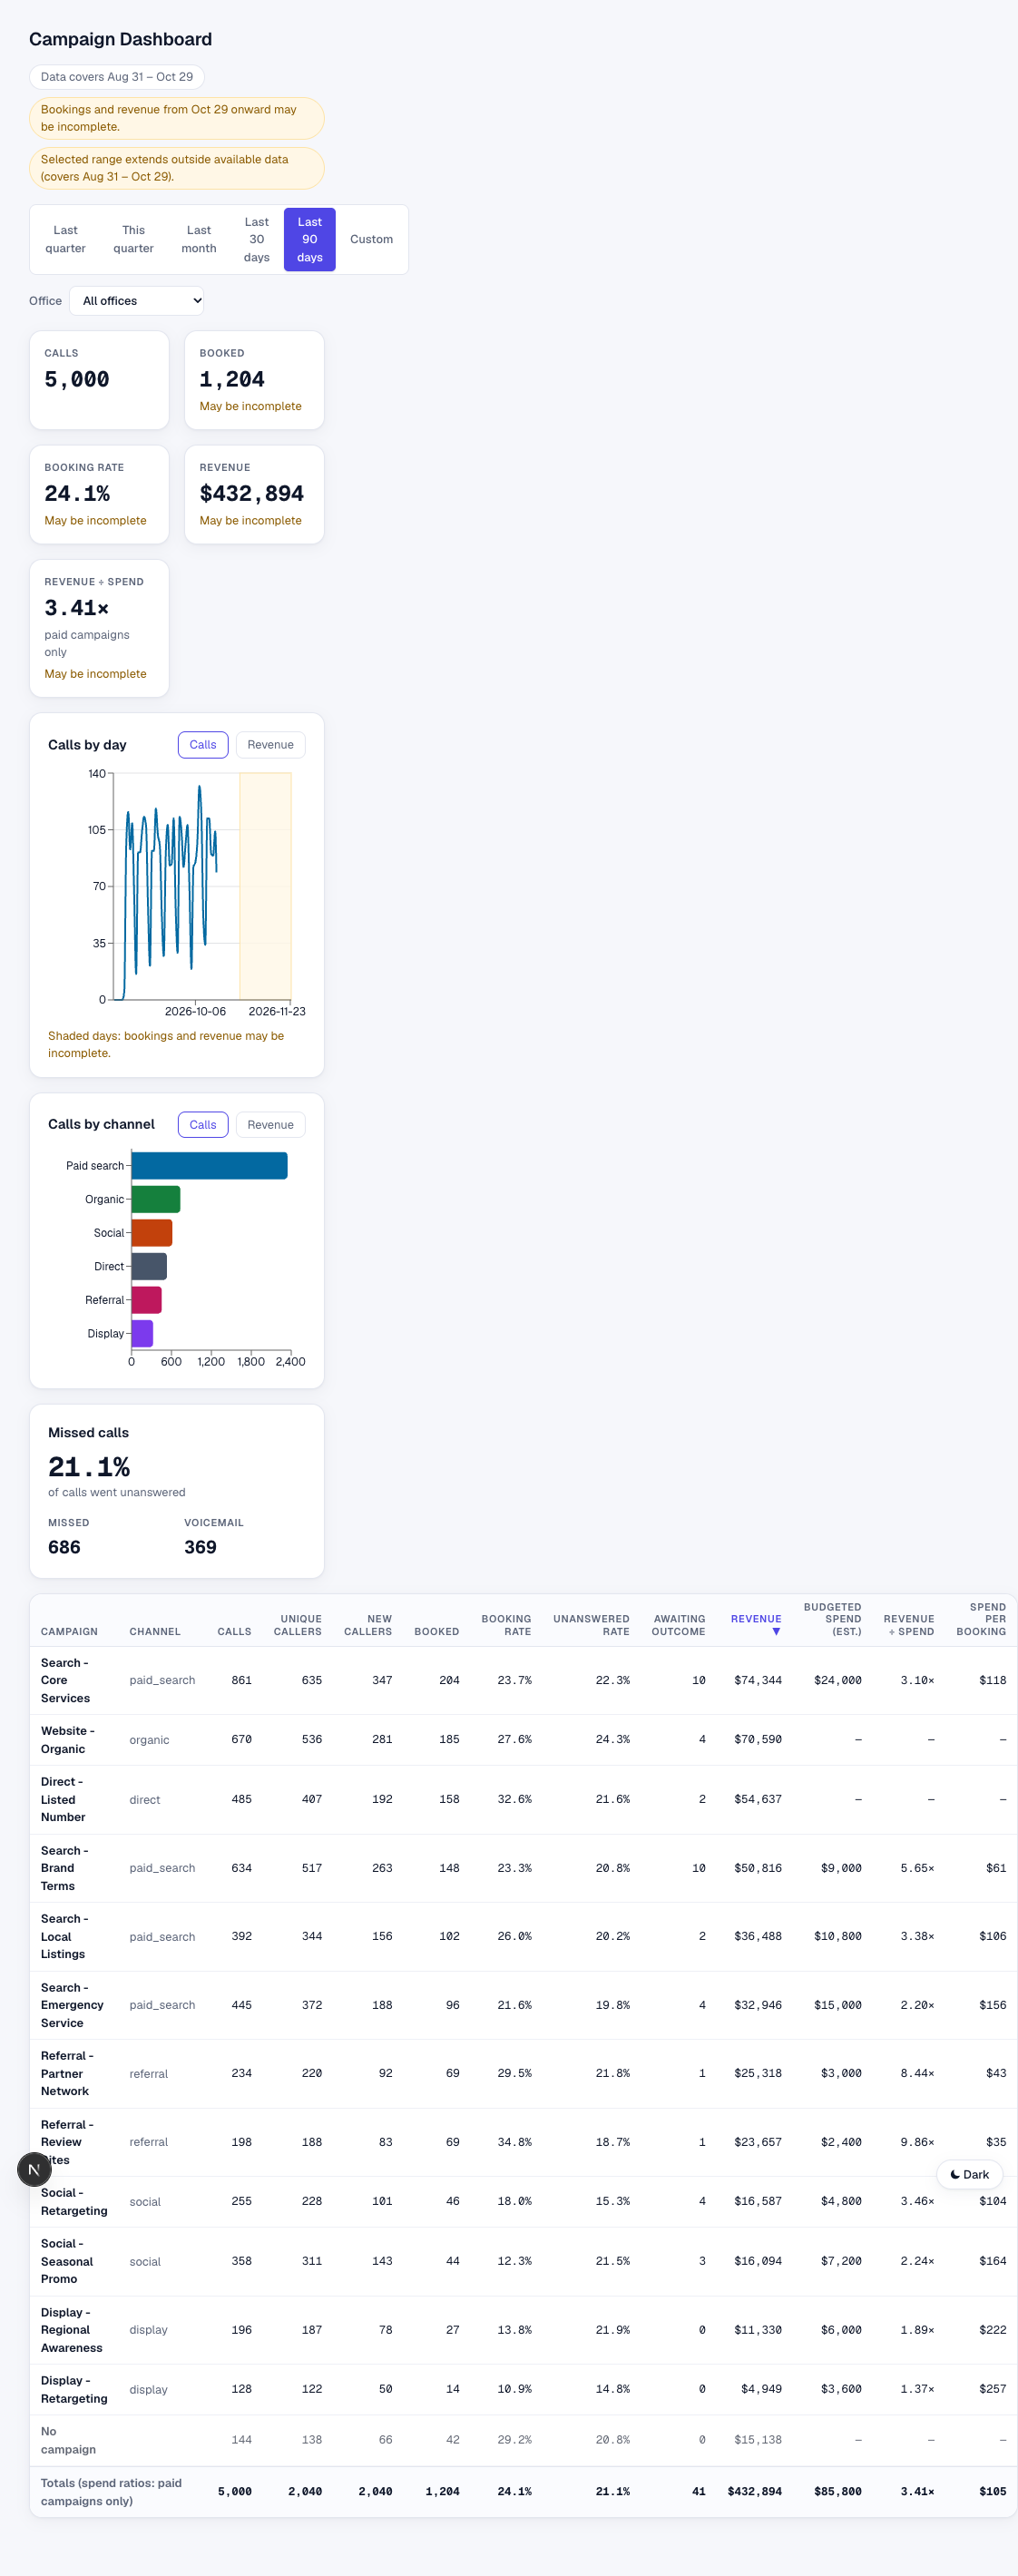 Campaign Dashboard
Data covers Aug 31 – Oct 29
Bookings and revenue from Oct 29 onward may
be incomplete.
Selected range extends outside available data
(covers Aug 31 – Oct 29).
Last quarter This quarter Last month Last 30 days Last 90 days Custom
Office All offices
CALLS
5,000
BOOKED
1,204
May be incomplete
BOOKING RATE
24.1%
May be incomplete
REVENUE
$432,894
May be incomplete
REVENUE ÷ SPEND
3.41×
paid campaigns
only
May be incomplete
Calls by day Calls Revenue
140
105
70
35
0
2026-10-06 2026-11-23
Shaded days: bookings and revenue may be
incomplete.
Calls by channel Calls Revenue
Paid search
Organic
Social
Direct
Referral
Display
0 600 1,200 1,800 2,400
Missed calls
21.1%
of calls went unanswered
MISSED VOICEMAIL
686 369
CAMPAIGN CHANNEL CALLS UNIQUE CALLERS NEW CALLERS BOOKED BOOKING RATE UNANSWERED RATE AWAITING OUTCOME REVENUE ▼ BUDGETED SPEND (EST.) REVENUE ÷ SPEND SPEND PER BOOKING
Search - Core Services paid_search 861 635 347 204 23.7% 22.3% 10 $74,344 $24,000 3.10× $118
Website - Organic organic 670 536 281 185 27.6% 24.3% 4 $70,590 – – –
Direct - Listed Number direct 485 407 192 158 32.6% 21.6% 2 $54,637 – – –
Search - Brand Terms paid_search 634 517 263 148 23.3% 20.8% 10 $50,816 $9,000 5.65× $61
Search - Local Listings paid_search 392 344 156 102 26.0% 20.2% 2 $36,488 $10,800 3.38× $106
Search - Emergency Service paid_search 445 372 188 96 21.6% 19.8% 4 $32,946 $15,000 2.20× $156
Referral - Partner Network referral 234 220 92 69 29.5% 21.8% 1 $25,318 $3,000 8.44× $43
Referral - Review ites referral 198 188 83 69 34.8% 18.7% 1 $23,657 $2,400 9.86× $35
N
Dark
Social - Retargeting social 255 228 101 46 18.0% 15.3% 4 $16,587 $4,800 3.46× $104
Social - Seasonal Promo social 358 311 143 44 12.3% 21.5% 3 $16,094 $7,200 2.24× $164
Display - Regional Awareness display 196 187 78 27 13.8% 21.9% 0 $11,330 $6,000 1.89× $222
Display - Retargeting display 128 122 50 14 10.9% 14.8% 0 $4,949 $3,600 1.37× $257
No campaign 144 138 66 42 29.2% 20.8% 0 $15,138 – – –
Totals (spend ratios: paid campaigns only) 5,000 2,040 2,040 1,204 24.1% 21.1% 41 $432,894 $85,800 3.41× $105